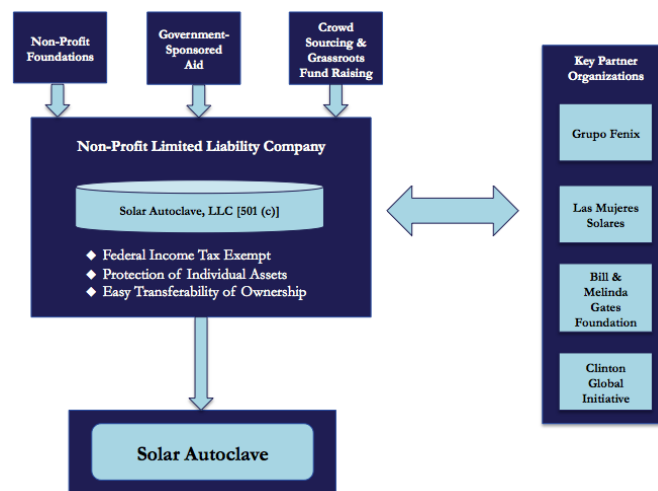 Non-Profit
Foundations
Government-
Sponsored
Aid
Crowd
Sourcing &
Grassroots
Fund Raising
Non-Profit Limited Liability Company
Solar Autoclave, LLC [501 (c)]
◆ Federal Income Tax Exempt
◆ Protection of Individual Assets
◆ Easy Transferability of Ownership
Solar Autoclave
Key Partner
Organizations
Grupo Fenix
Las Mujeres
Solares
Bill &
Melinda
Gates
Foundation
Clinton
Global
Initiative